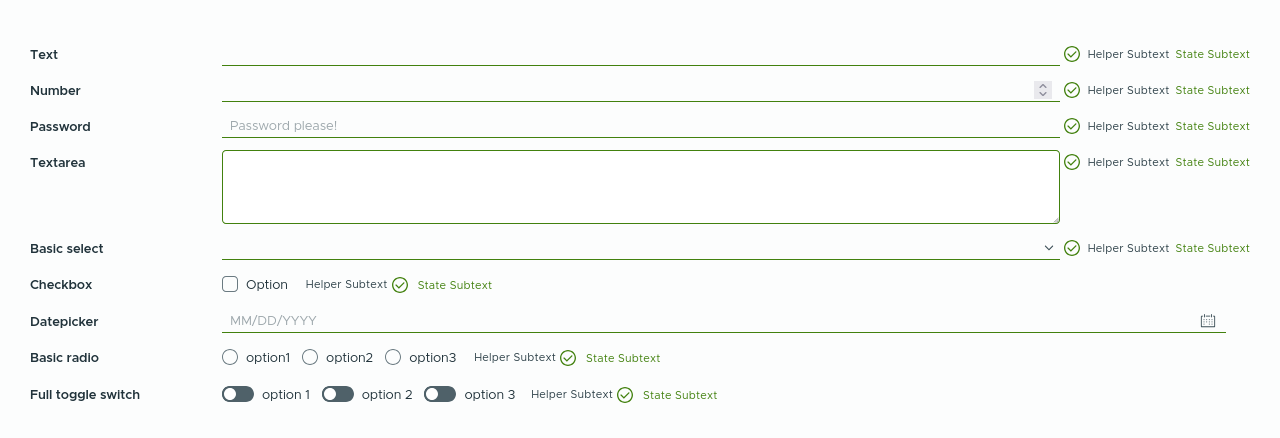 Text Helper Subtext State Subtext
Number Helper Subtext State Subtext
Password Password please! Helper Subtext State Subtext
Textarea Helper Subtext State Subtext
Basic select Helper Subtext State Subtext
Checkbox Option Helper Subtext State Subtext
Datepicker MM/DD/YYYY
Basic radio option1 option2 option3 Helper Subtext State Subtext
Full toggle switch option 1 option 2 option 3 Helper Subtext State Subtext